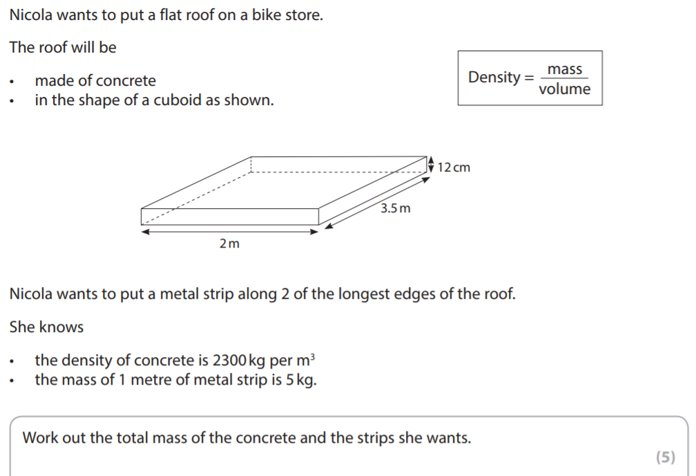 Nicola wants to put a flat roof on a bike store.
The roof will be
• made of concrete
• in the shape of a cuboid as shown.
Density = mass
volume
12 cm
3.5 m
2 m
Nicola wants to put a metal strip along 2 of the longest edges of the roof.
She knows
• the density of concrete is 2300 kg per m³
• the mass of 1 metre of metal strip is 5 kg.
Work out the total mass of the concrete and the strips she wants.
(5)